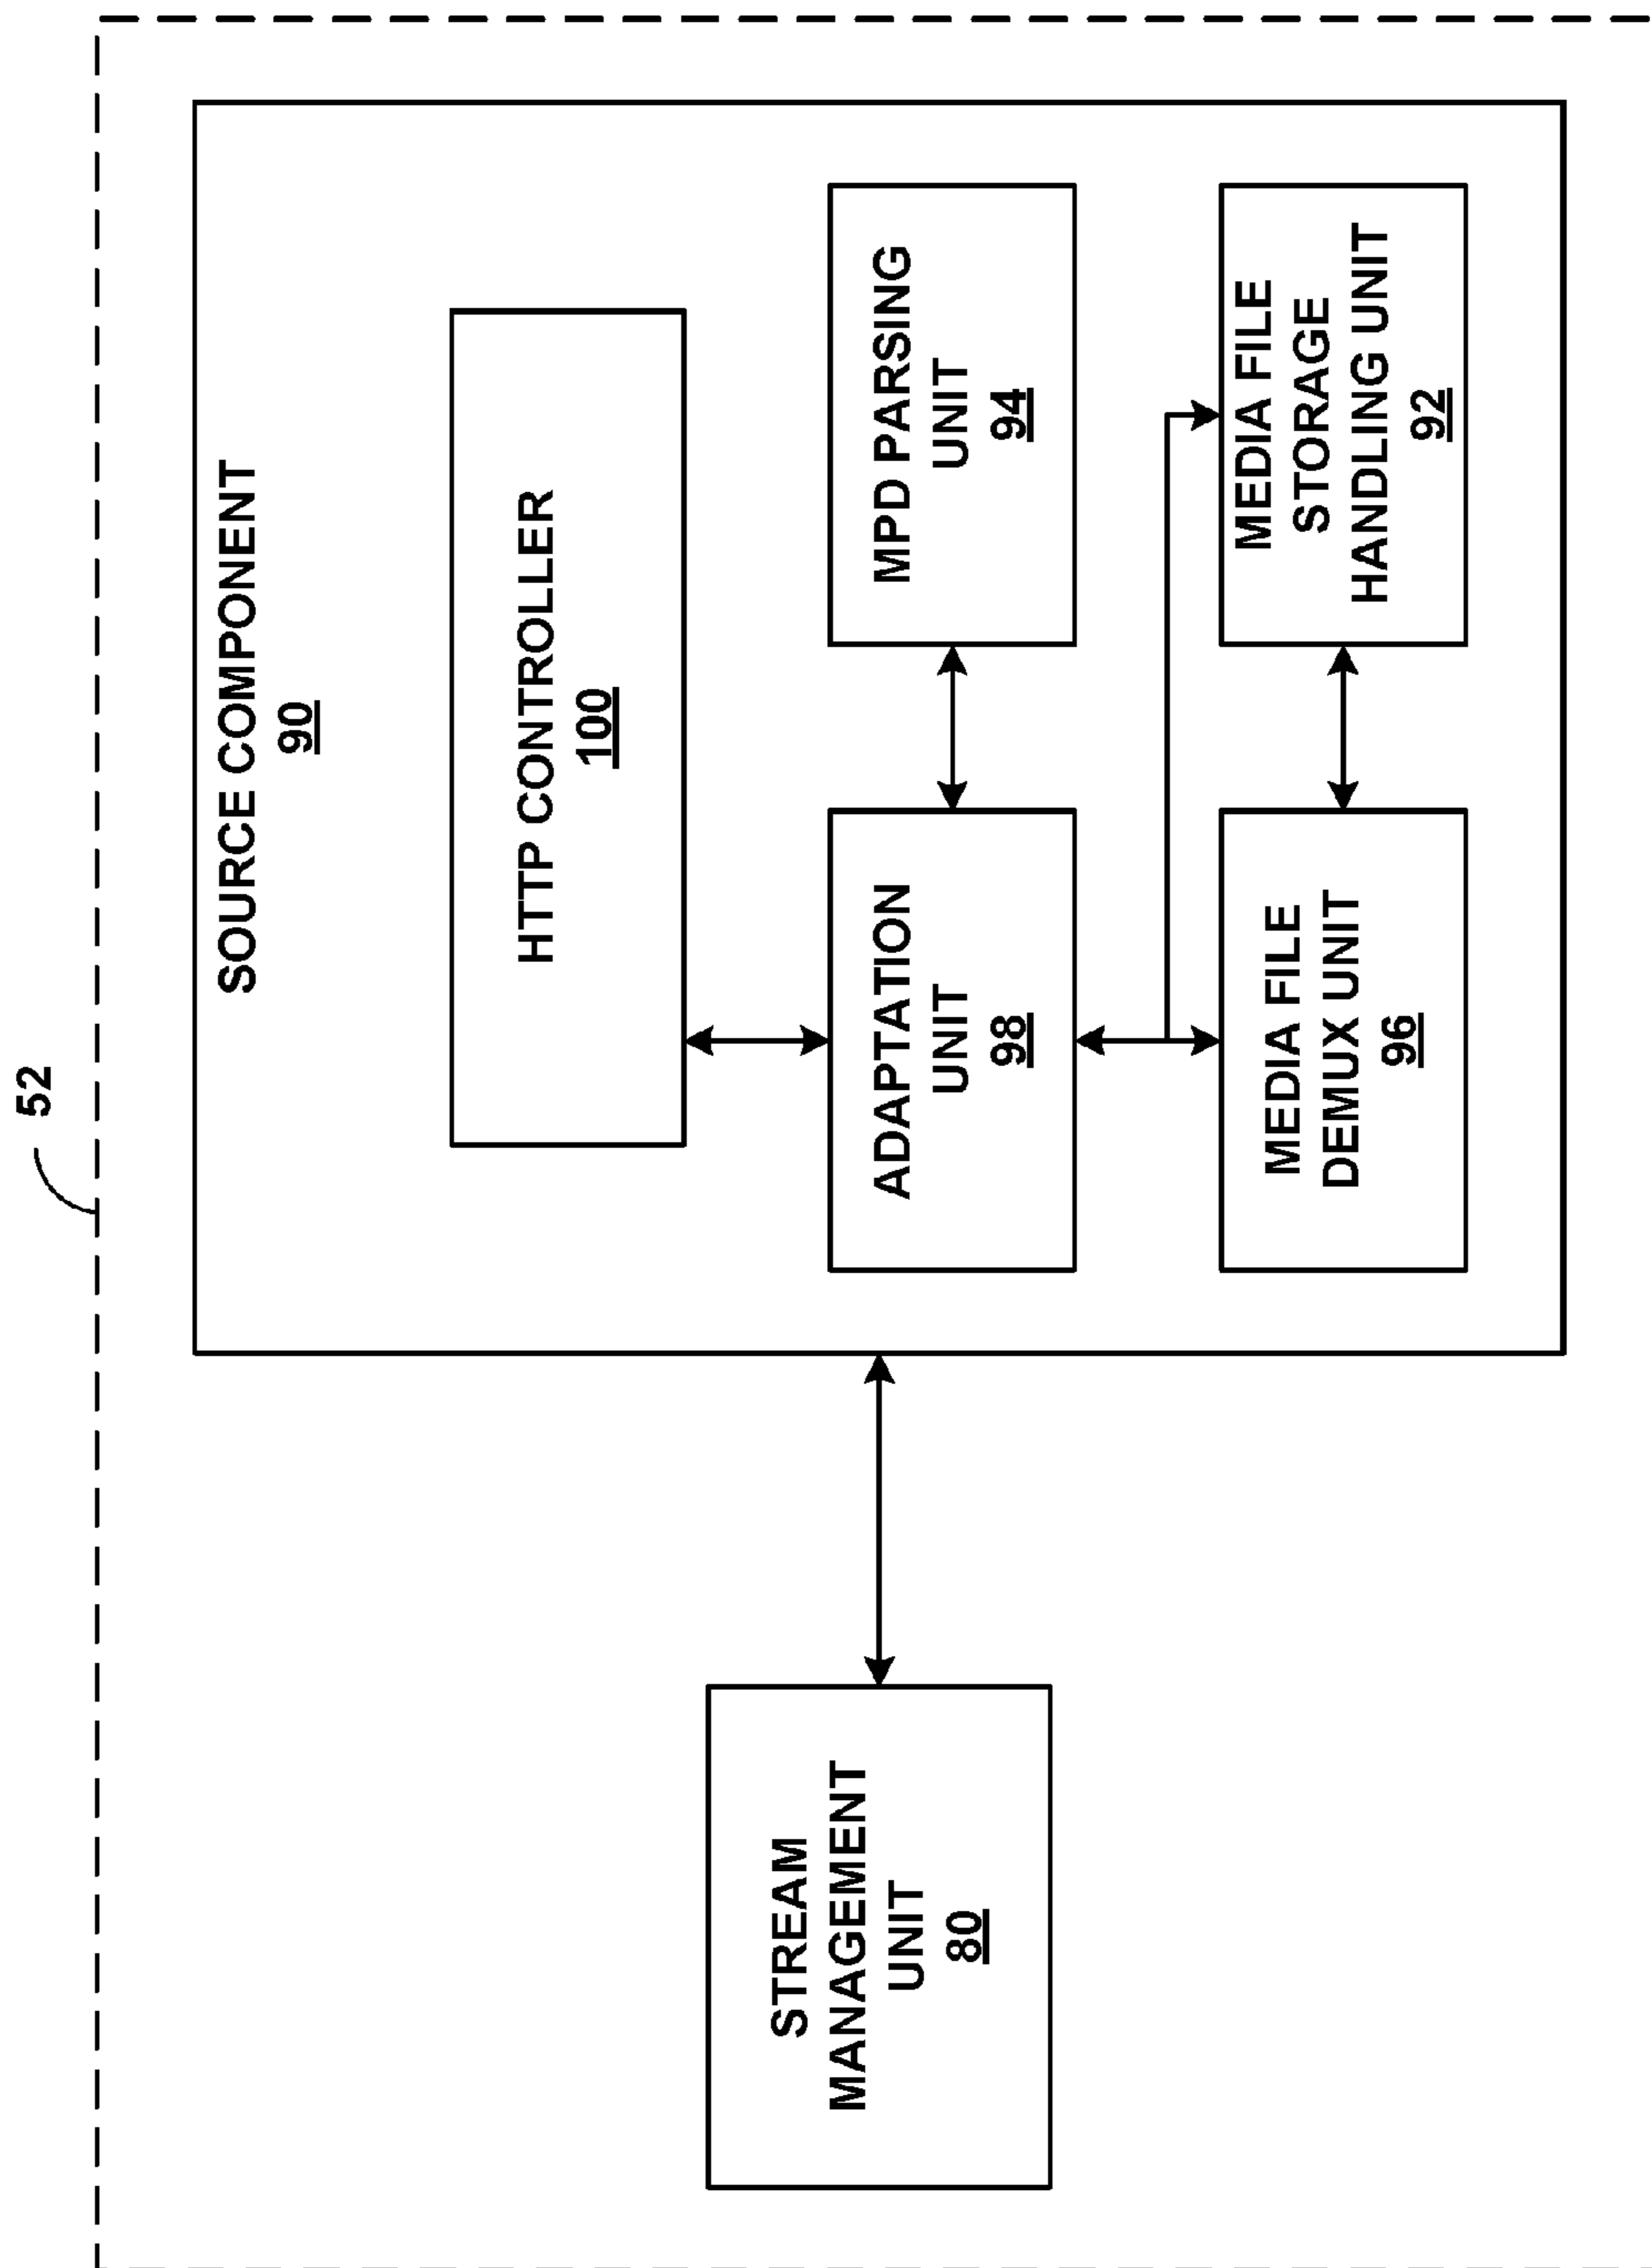 52
SOURCE COMPONENT
90
HTTP CONTROLLER
100
STREAM
MANAGEMENT
UNIT
80
ADAPTATION
UNIT
98
MPD PARSING
UNIT
94
MEDIA FILE
DEMUX UNIT
96
MEDIA FILE
STORAGE
HANDLING UNIT
92